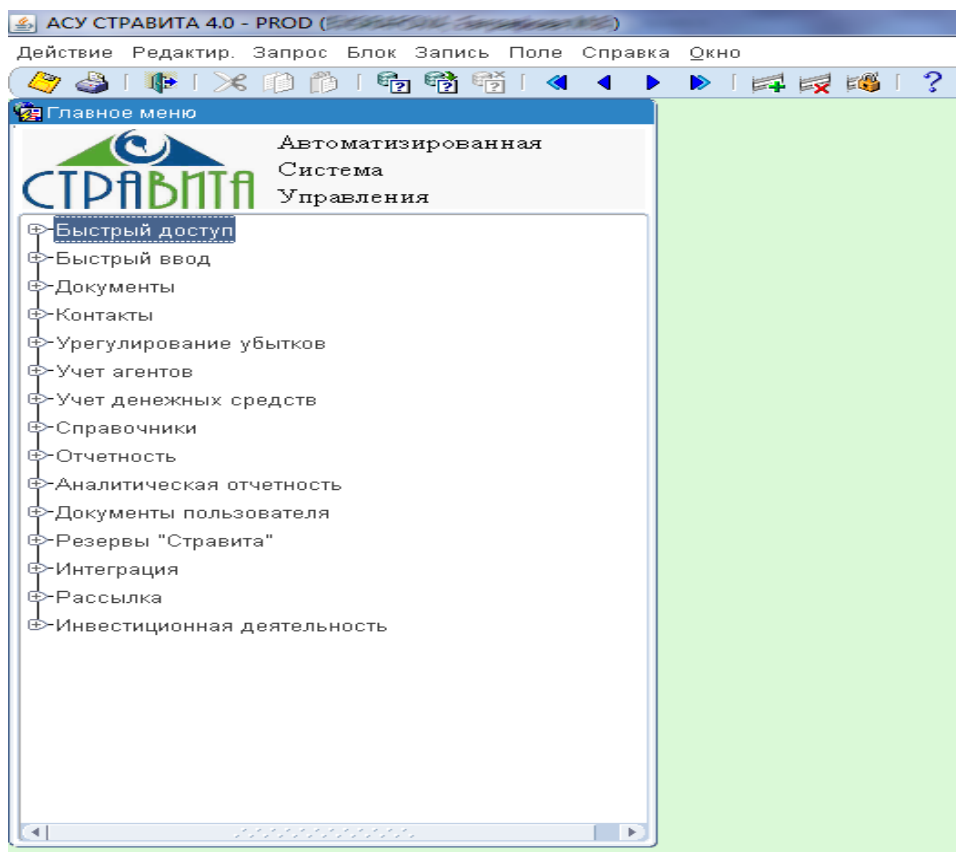 АСУ СТРАВИТА 4.0 - PROD ( )
Действие Редактир. Запрос Блок Запись Поле Справка Окно
Главное меню
СТРАВИТА
Автоматизированная
Система
Управления
Быстрый доступ
Быстрый ввод
Документы
Контакты
Урегулирование убытков
Учет агентов
Учет денежных средств
Справочники
Отчетность
Аналитическая отчетность
Документы пользователя
Резервы "Стравита"
Интеграция
Рассылка
Инвестиционная деятельность